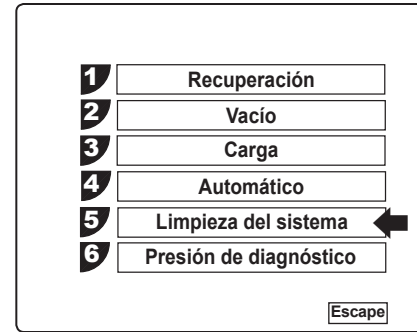 1 Recuperación
2 Vacío
3 Carga
4 Automático
5 Limpieza del sistema
6 Presión de diagnóstico
Escape